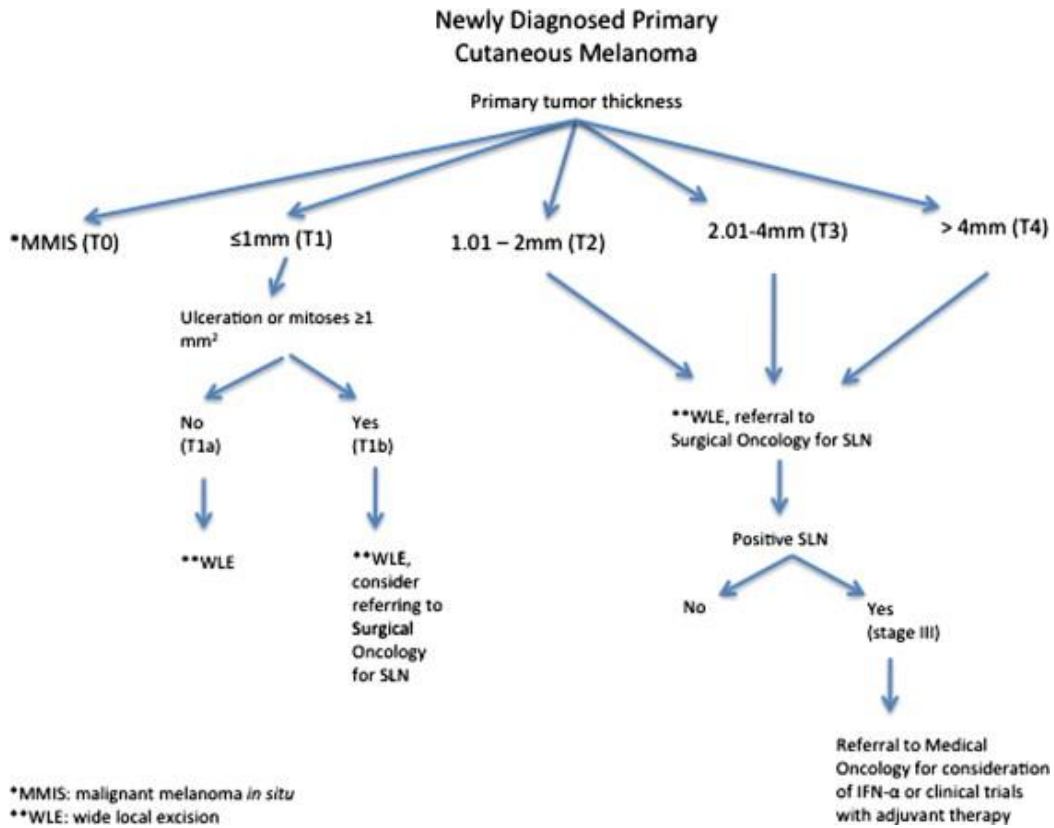 Newly Diagnosed Primary
Cutaneous Melanoma
Primary tumor thickness
*MMIS (T0)
≤1mm (T1)
1.01 – 2mm (T2)
2.01-4mm (T3)
> 4mm (T4)
Ulceration or mitoses ≥1
mm²
No
(T1a)
Yes
(T1b)
**WLE, referral to
Surgical Oncology for SLN
**WLE
**WLE,
consider
referring to
Surgical
Oncology
for SLN
Positive SLN
No
Yes
(stage III)
Referral to Medical
Oncology for consideration
of IFN-α or clinical trials
with adjuvant therapy
*MMIS: malignant melanoma in situ
**WLE: wide local excision